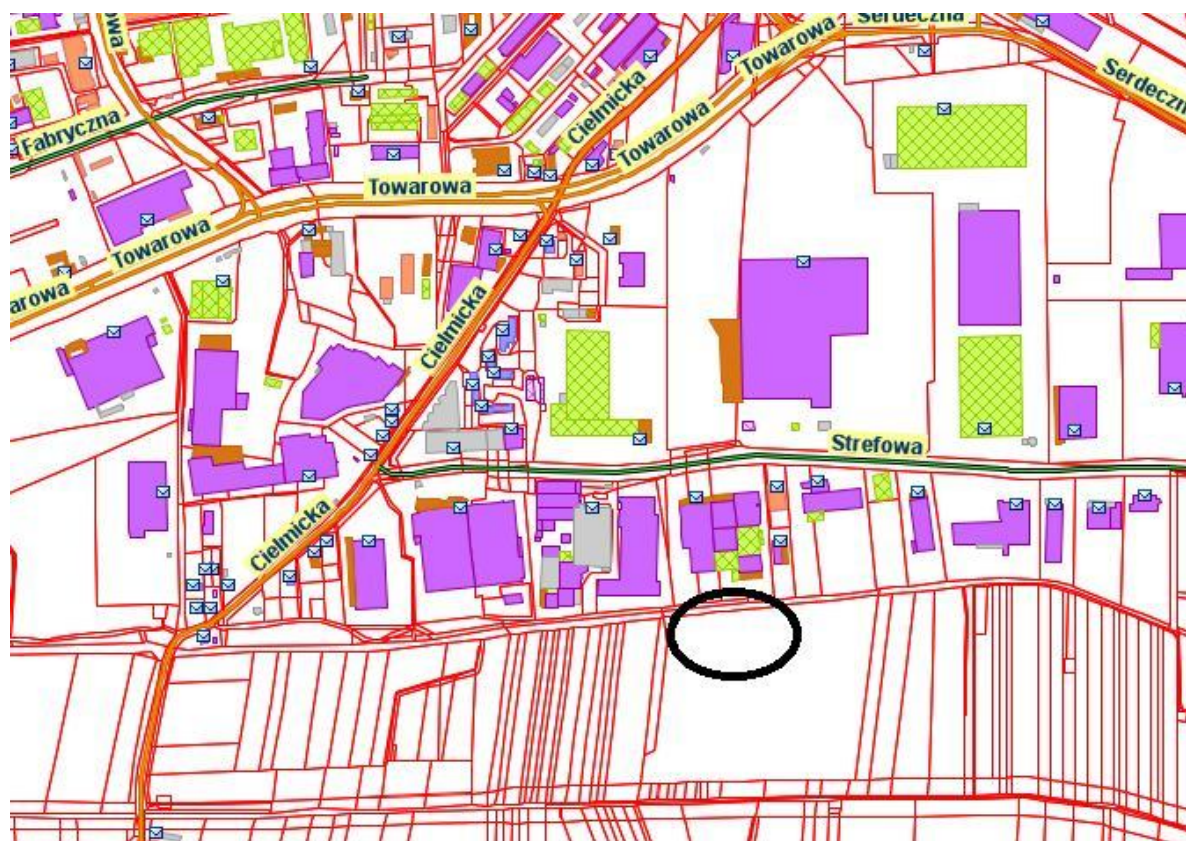 Serdeczna
Towarowa
Serdeczn
Cielmicka
Towarowa
Fabryczna
Towarowa
Towarowa
arowa
Cielmicka
Strefowa
Cielmicka